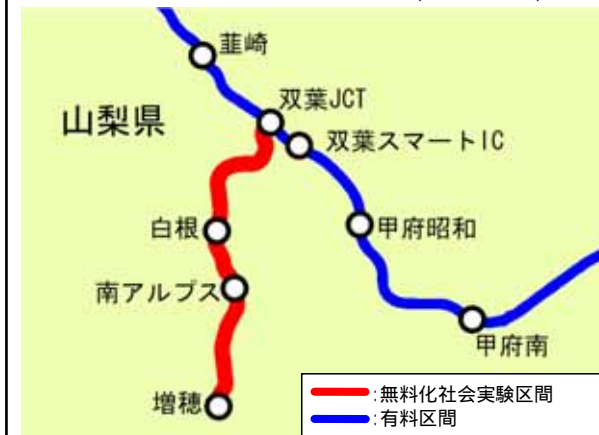 韮崎
双葉JCT
山梨県
双葉スマートIC
白根
甲府昭和
南アルプス
甲府南
増穂
:無料化社会実験区間
:有料区間